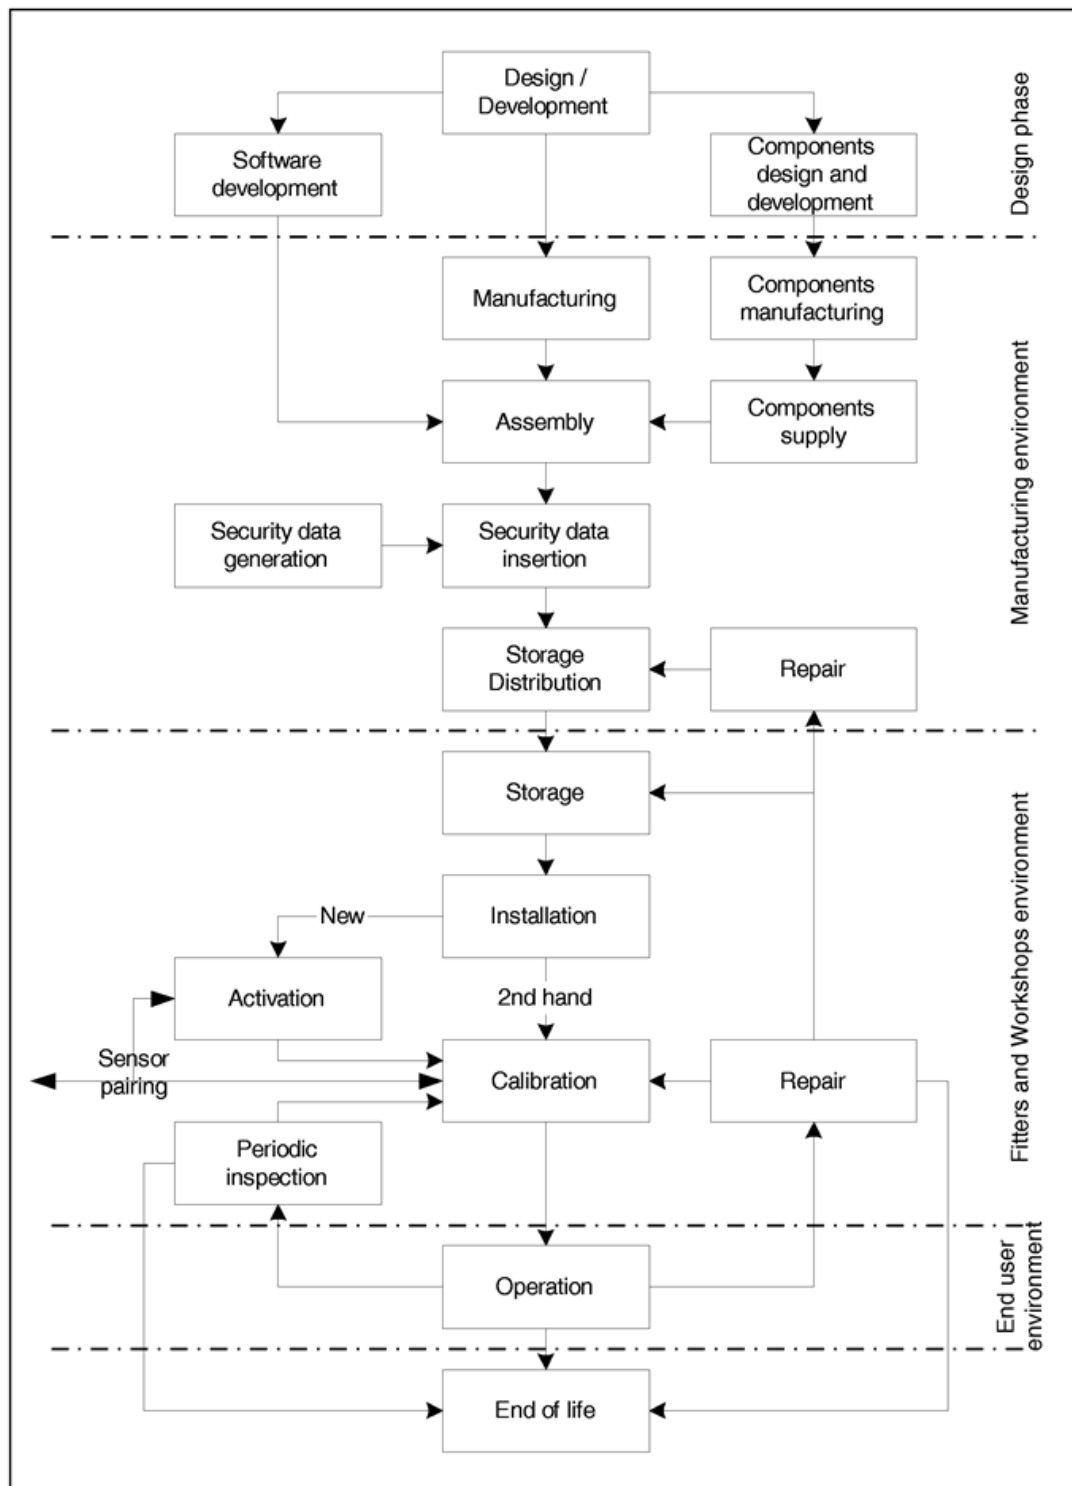 Design /
Development
Software
development
Components
design and
development
Design phase
Manufacturing
Components
manufacturing
Assembly
Components
supply
Security data
generation
Security data
insertion
Storage
Distribution
Repair
Manufacturing environment
Storage
New
Installation
Activation
2nd hand
Sensor
pairing
Calibration
Repair
Periodic
inspection
Fitters and Workshops environment
Operation
End user
environment
End of life